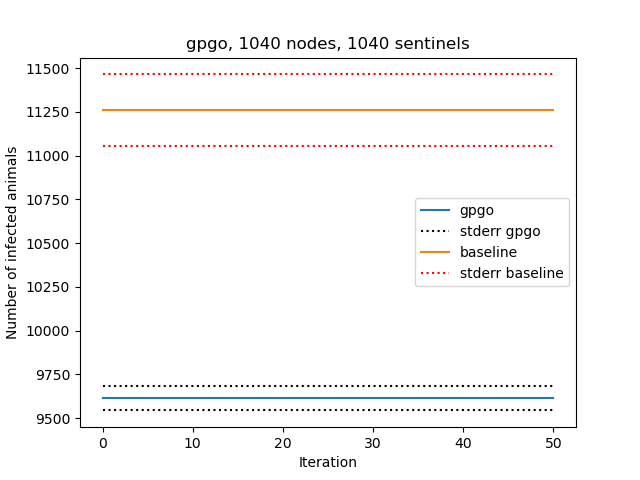 gpgo, 1040 nodes, 1040 sentinels
11500
11250
11000
10750
10500
10250
10000
9750
9500
Number of infected animals
gpgo
stderr gpgo
baseline
stderr baseline
0 10 20 30 40 50
Iteration